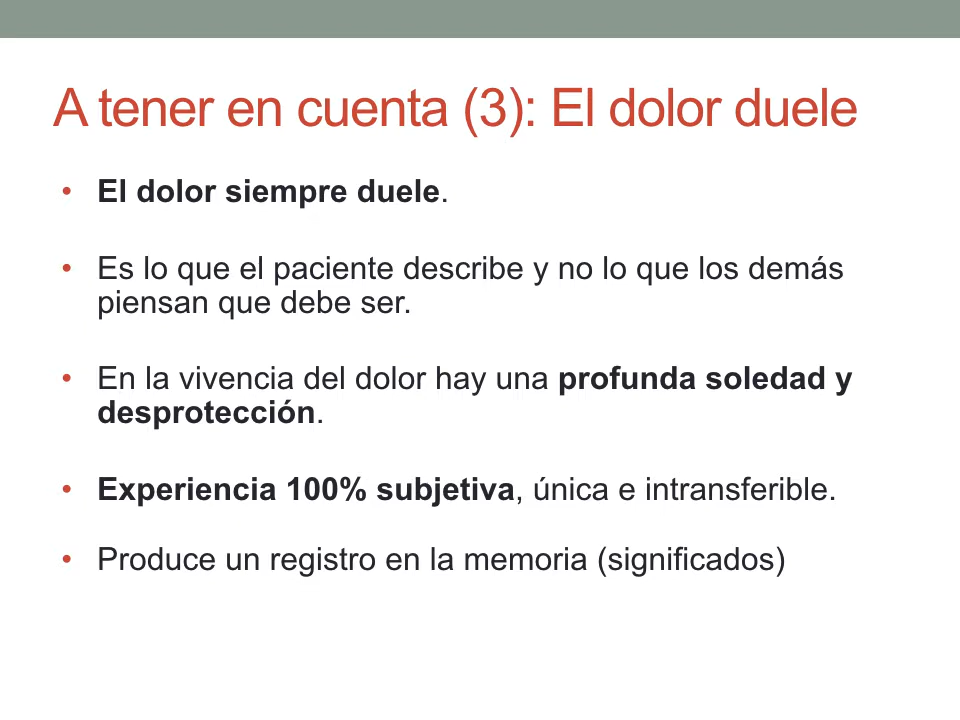 A tener en cuenta (3): El dolor duele
• El dolor siempre duele.
• Es lo que el paciente describe y no lo que los demás
piensan que debe ser.
• En la vivencia del dolor hay una profunda soledad y
desprotección.
• Experiencia 100% subjetiva, única e intransferible.
• Produce un registro en la memoria (significados)